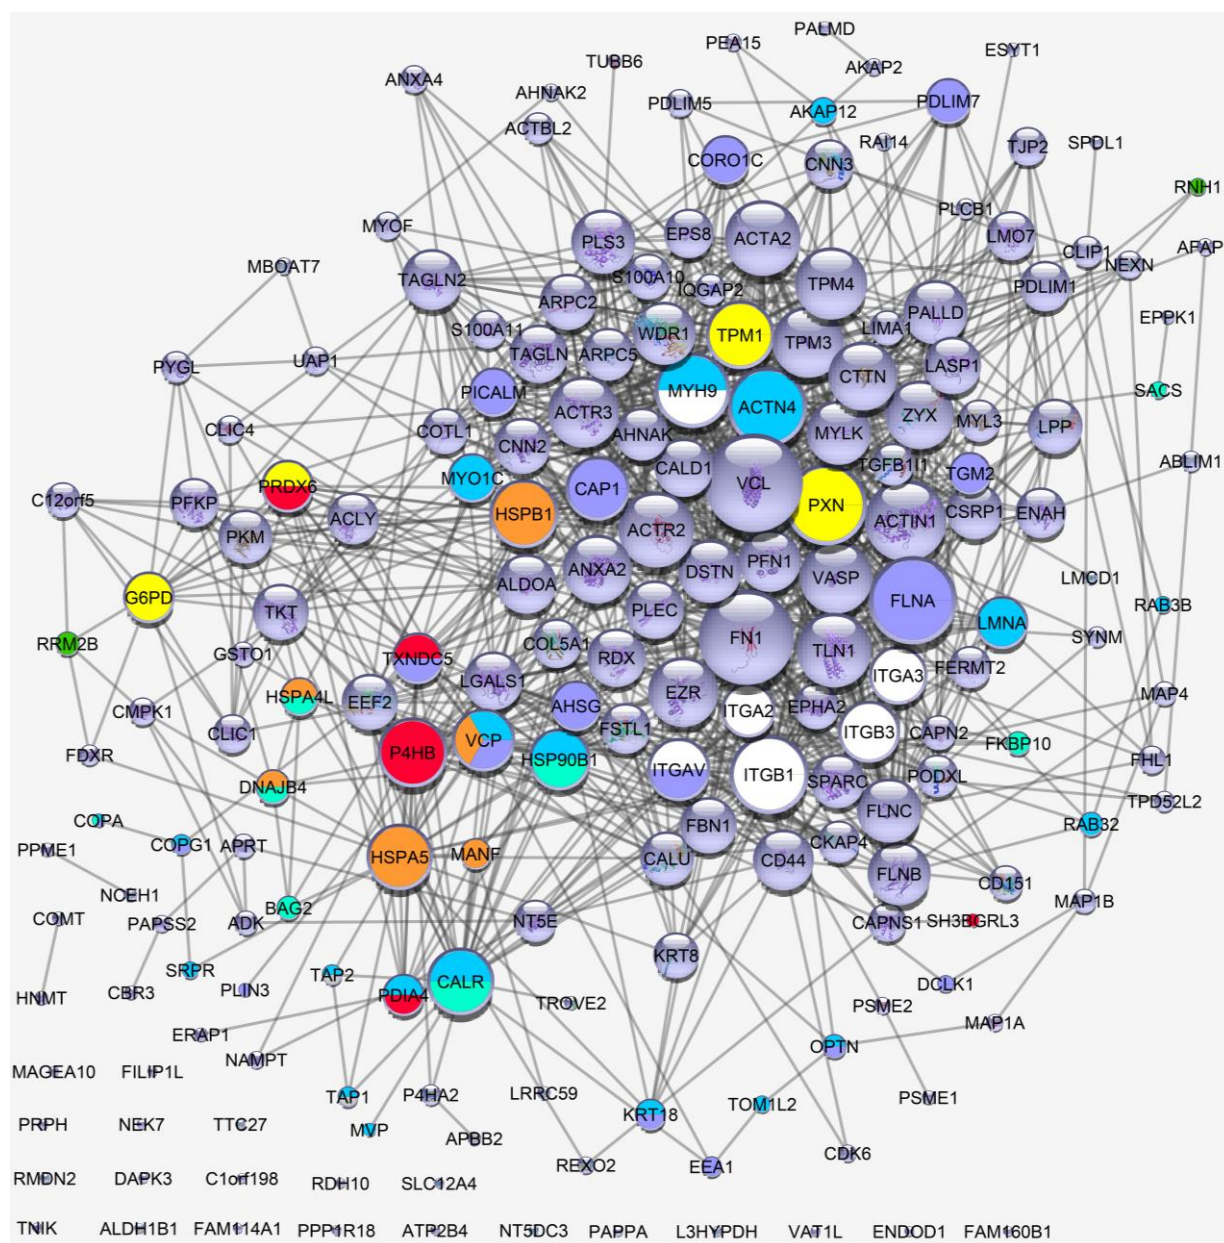 PALMD
PEA15
ESYT1
TUBB6
AKAP2
ANXA4
AHNAK2
PDLIM5
AKAP12
PDLIM7
ACTBL2
RAI14
SPDL1
CORO1C
CNN3
TJP2
RNH1
MYOF
PLCB1
PLS3
EPS8
ACTA2
LMO7
CLIP1
AFAP
NEXN
MBOAT7
TAGLN2
S100A10
IQGAP2
TPM4
PDLIM1
ARPC2
S100A11
WDR1
TPM1
TPM3
LIMA1
PALLD
EPPK1
TAGLN
ARPC5
PYGL
UAP1
PICALM
MYH9
CTTN
LASP1
SACS
ACTN4
ACTR3
CLIC4
COTL1
AHNAK
MYLK
ZYX
MYL3
LPP
CNN2
CALD1
TGFB1I1
ABLIM1
PRDX6
MYO1C
CAP1
VCL
TGM2
C12orf5
PFKP
ACLY
HSPB1
PXN
ACTIN1
CSRP1
ENAH
PKM
ACTR2
ALDOA
ANXA2
DSTN
PFN1
VASP
LMCD1
G6PD
TKT
PLEC
FLNA
RAB3B
RRM2B
COL5A1
FN1
TLN1
LMNA
SYNM
GSTO1
TXNDC5
LGALS1
RDX
ITGA3
FERMT2
HSPA4L
EEF2
AHSG
EZR
ITGA2
EPHA2
MAP4
CMPK1
CLIC1
FSTL1
ITGB3
CAPN2
FKBP10
FDXR
P4HB
VCP
HSP90B1
ITGAV
ITGB1
SPARC
PODXL
FHL1
DNAJB4
TPD52L2
COPA
FBN1
FLNC
RAB32
PPME1
COPG1
APRT
HSPA5
MANF
CALU
CD44
CKAP4
FLNB
CD151
NCEH1
BAG2
MAP1B
COMT
PAPSS2
ADK
NT5E
CAPNS1
SH3BGRL3
KRT8
SRPR
TAP2
CALR
HNMT
CBR3
PLIN3
PDIA4
TROVE2
PSME2
DCLK1
ERAP1
MAP1A
NAMPT
OPTN
MAGEA10
FILIP1L
TAP1
P4HA2
LRRC59
PSME1
PRPH
NEK7
TTC27
MVP
APBB2
KRT18
TOM1L2
REXO2
EEA1
CDK6
RMDN2
DAPK3
C1orf198
RDH10
SLC12A4
TNIK
ALDH1B1
FAM114A1
PPP1R18
ATP2B4
NT5DC3
PAPPA
L3HYPDH
VAT1L
ENDOD1
FAM160B1